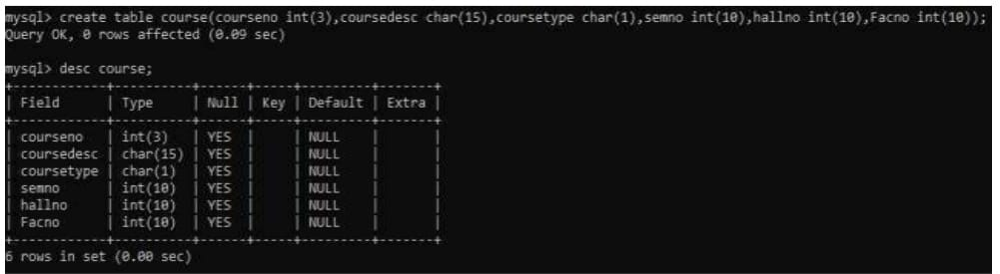 mysql> create table course(courseno int(3),coursedesc char(15),coursetype char(1),semno int(10),hallno int(10),Facno int(10));
Query OK, 0 rows affected (0.09 sec)
mysql> desc course;
+------------+----------+------+-----+---------+-------+
| Field      | Type     | Null | Key | Default | Extra |
+------------+----------+------+-----+---------+-------+
| courseno   | int(3)   | YES  |     | NULL    |       |
| coursedesc | char(15) | YES  |     | NULL    |       |
| coursetype | char(1)  | YES  |     | NULL    |       |
| semno      | int(10)  | YES  |     | NULL    |       |
| hallno     | int(10)  | YES  |     | NULL    |       |
| Facno      | int(10)  | YES  |     | NULL    |       |
+------------+----------+------+-----+---------+-------+
6 rows in set (0.00 sec)